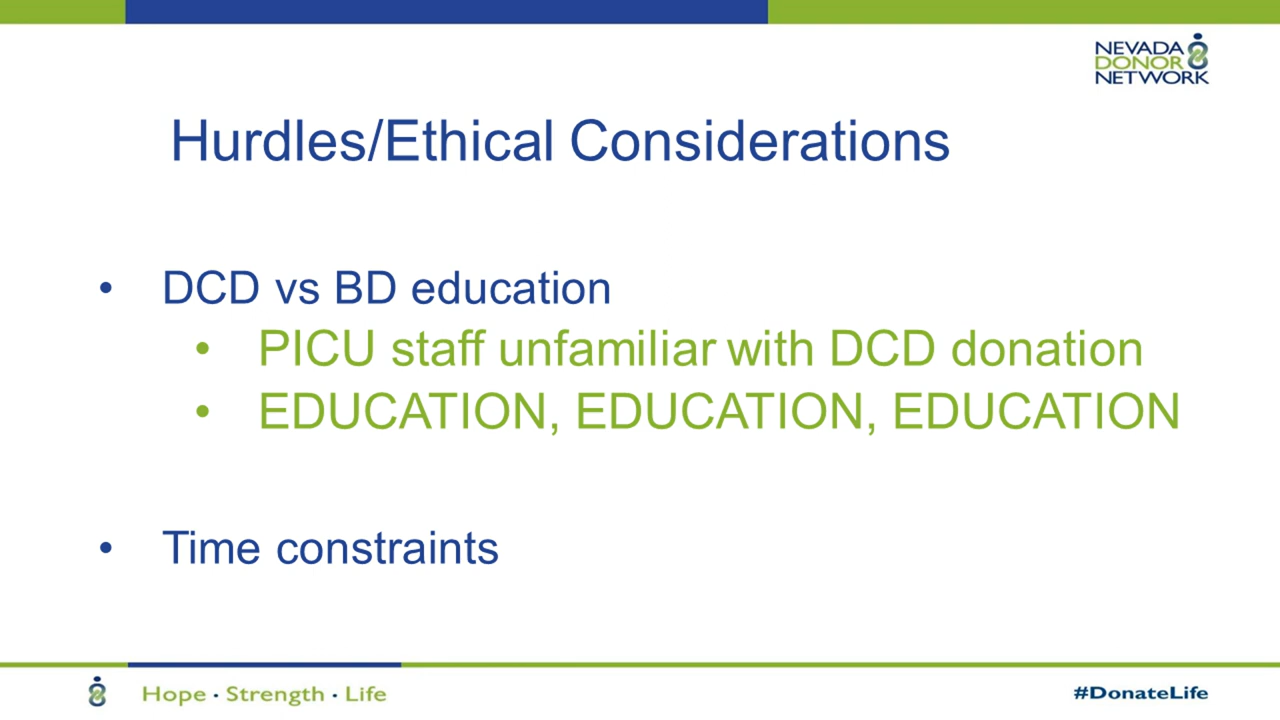 NEVADA
DONOR
NETWORK
Hurdles/Ethical Considerations
• DCD vs BD education
• PICU staff unfamiliar with DCD donation
• EDUCATION, EDUCATION, EDUCATION
• Time constraints
Hope · Strength · Life
#DonateLife